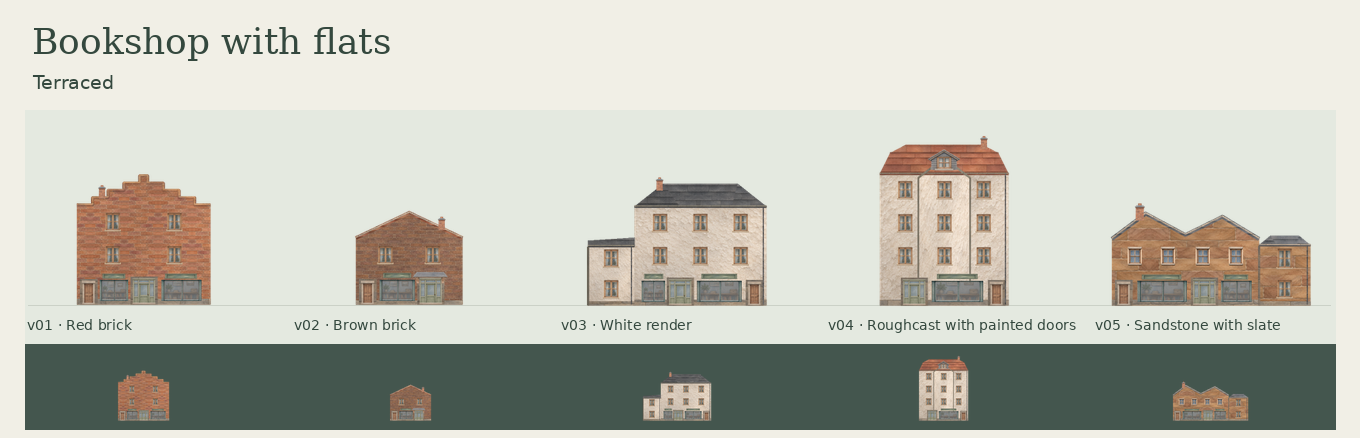 Bookshop with flats
Terraced
v01 · Red brick
v02 · Brown brick
v03 · White render
v04 · Roughcast with painted doors
v05 · Sandstone with slate